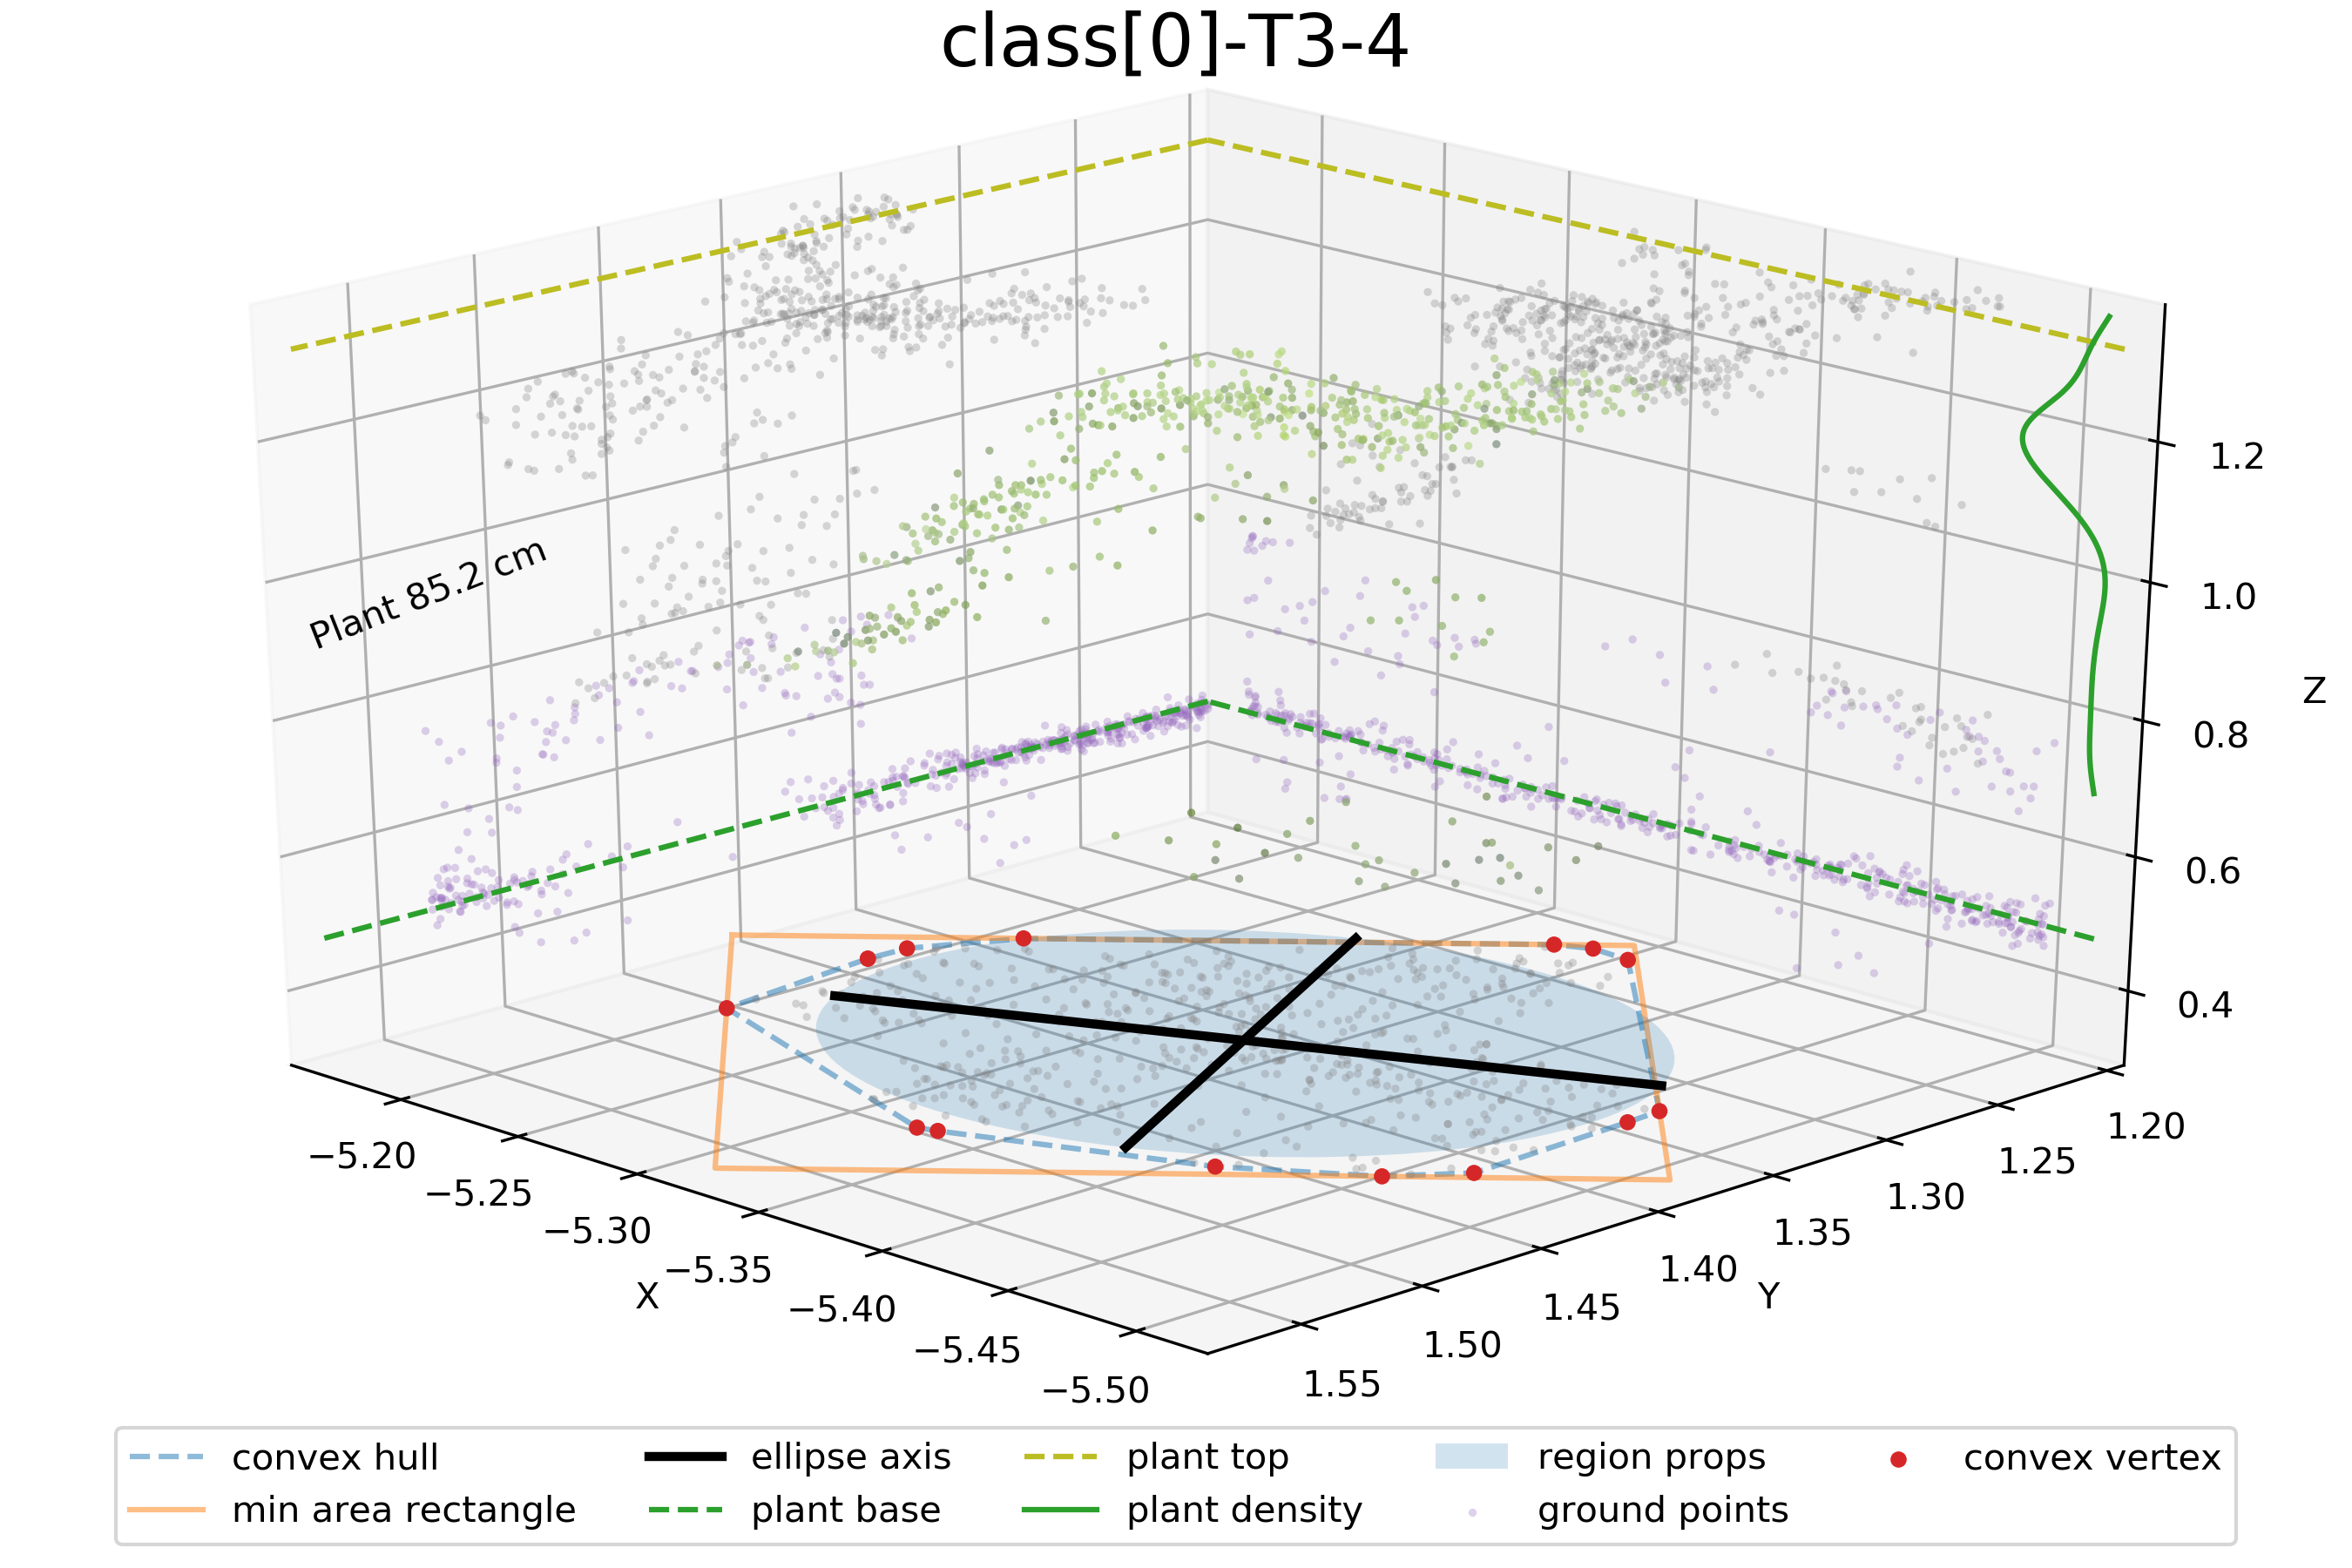 class[0]-T3-4
Plant 85.2 cm
1.2
1.0
0.8
0.6
0.4
Z
−5.20
−5.25
−5.30
−5.35
−5.40
−5.45
−5.50
X
1.20
1.25
1.30
1.35
1.40
1.45
1.50
1.55
Y
convex hull
min area rectangle
ellipse axis
plant base
plant top
plant density
region props
ground points
convex vertex